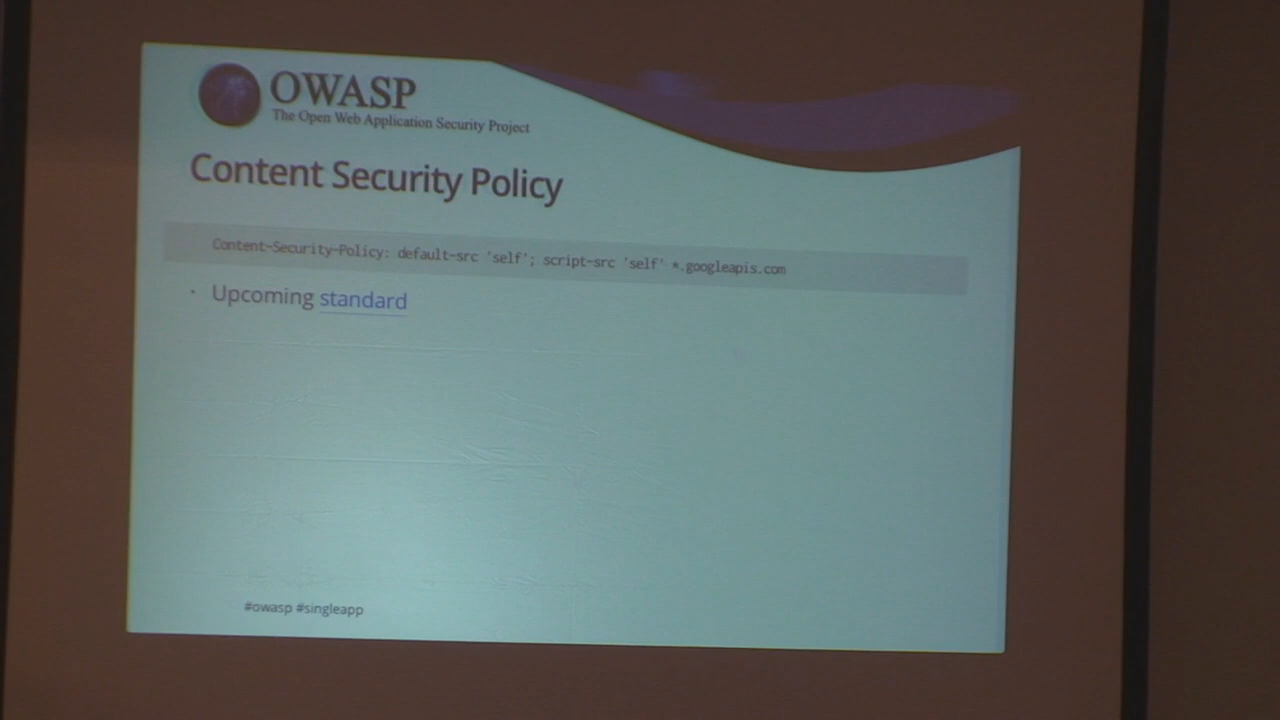 OWASP
The Open Web Application Security Project
Content Security Policy
Content-Security-Policy: default-src 'self'; script-src 'self' *.googleapis.com
· Upcoming standard
#owasp #singleapp